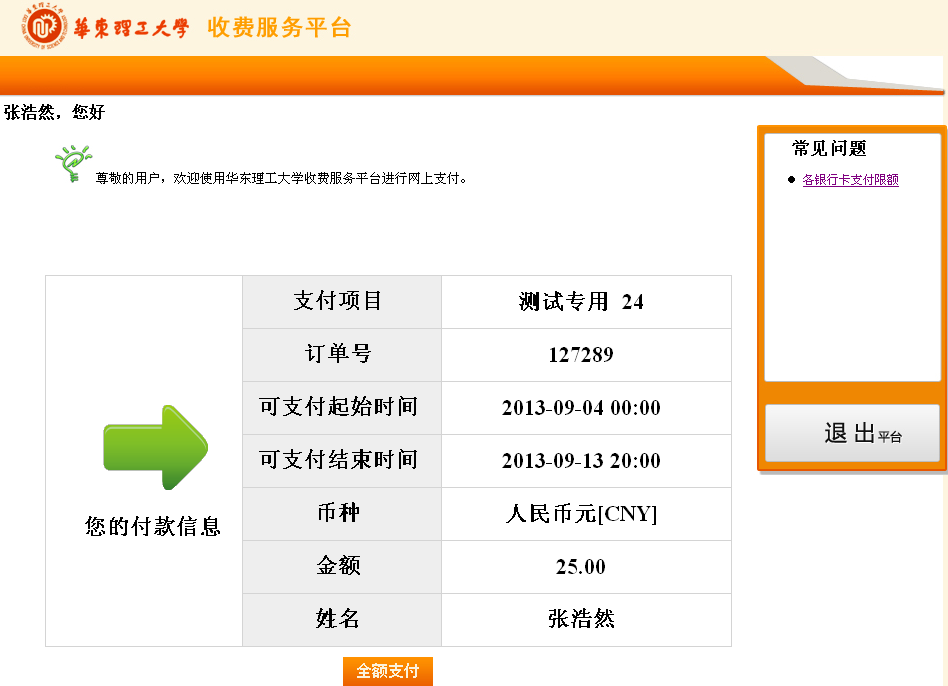 華東理工大學 收费服务平台
张浩然，您好
尊敬的用户，欢迎使用华东理工大学收费服务平台进行网上支付。
常见问题
各银行卡支付限额
退出平台
您的付款信息
支付项目 测试专用 24
订单号 127289
可支付起始时间 2013-09-04 00:00
可支付结束时间 2013-09-13 20:00
币种 人民币元[CNY]
金额 25.00
姓名 张浩然
全额支付